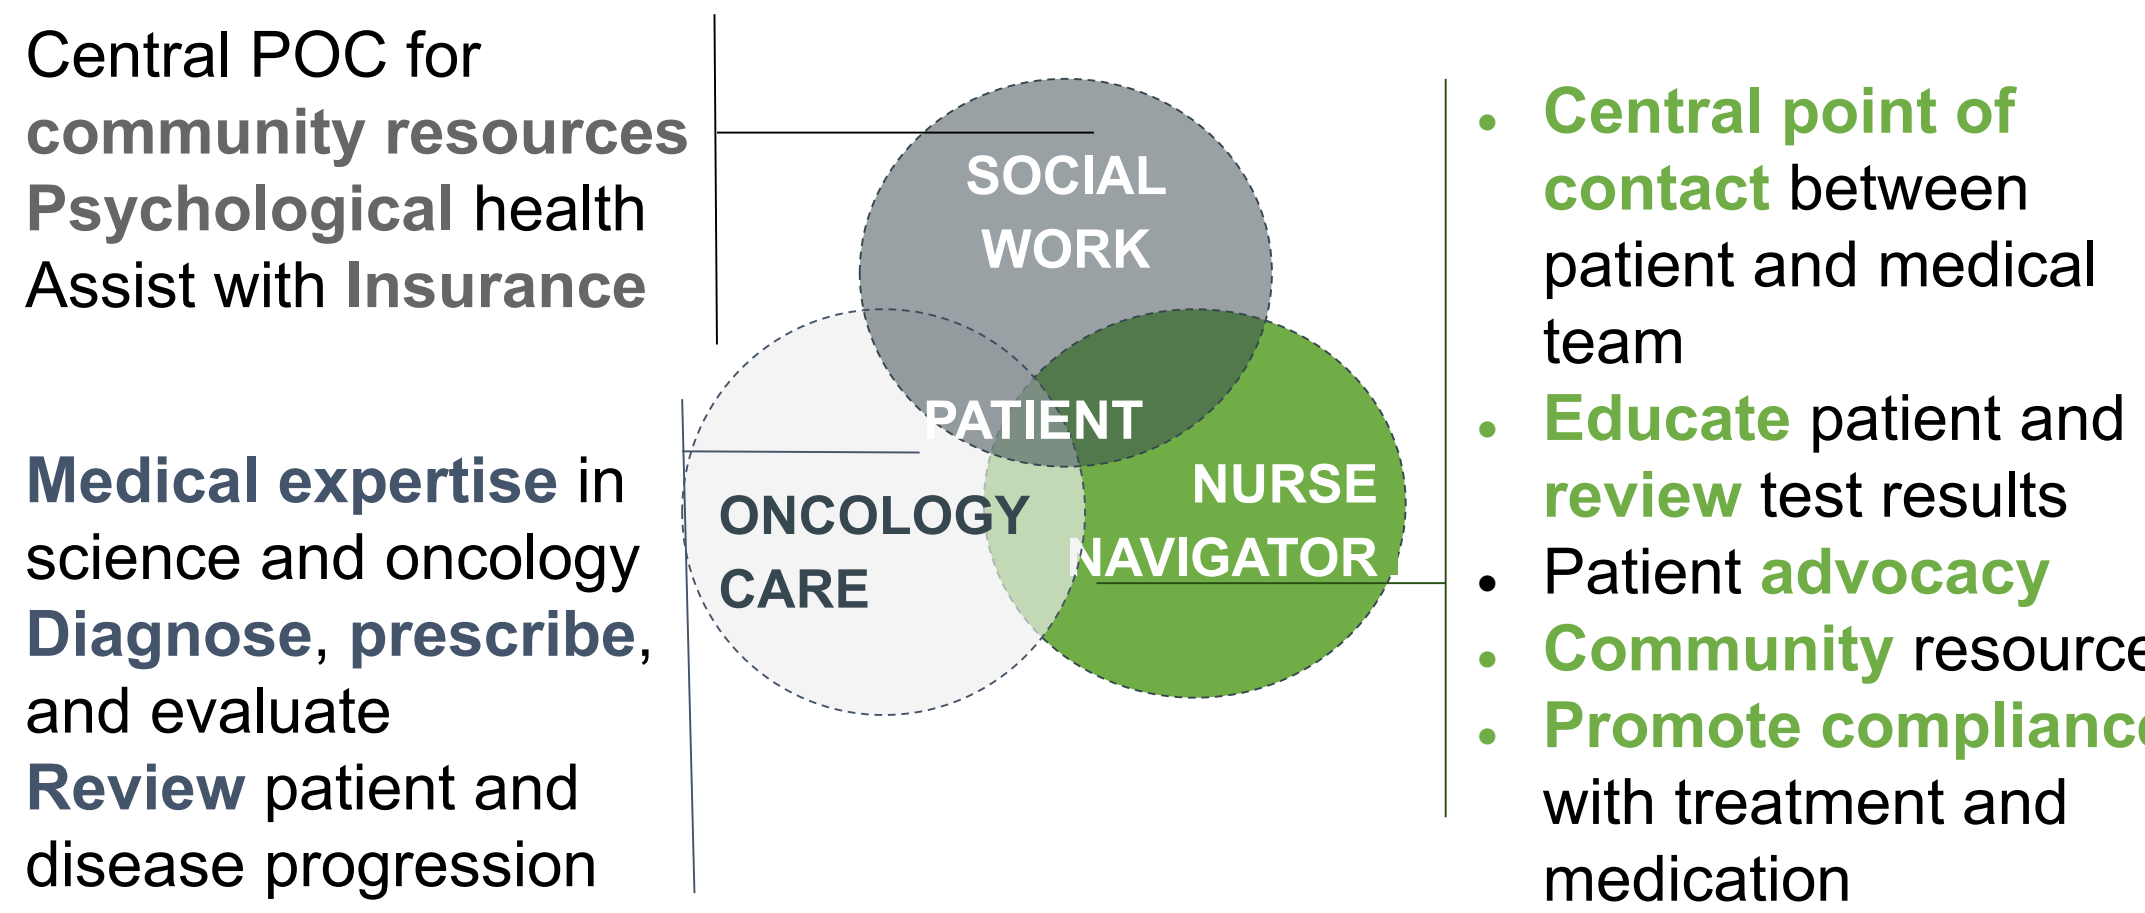 Central POC for
community resources
Psychological health
Assist with Insurance
Medical expertise in
science and oncology
Diagnose, prescribe,
and evaluate
Review patient and
disease progression
SOCIAL
WORK
PATIENT
ONCOLOGY
CARE
NURSE
NAVIGATOR
• Central point of
contact between
patient and medical
team
• Educate patient and
review test results
• Patient advocacy
• Community resource
• Promote compliance
with treatment and
medication